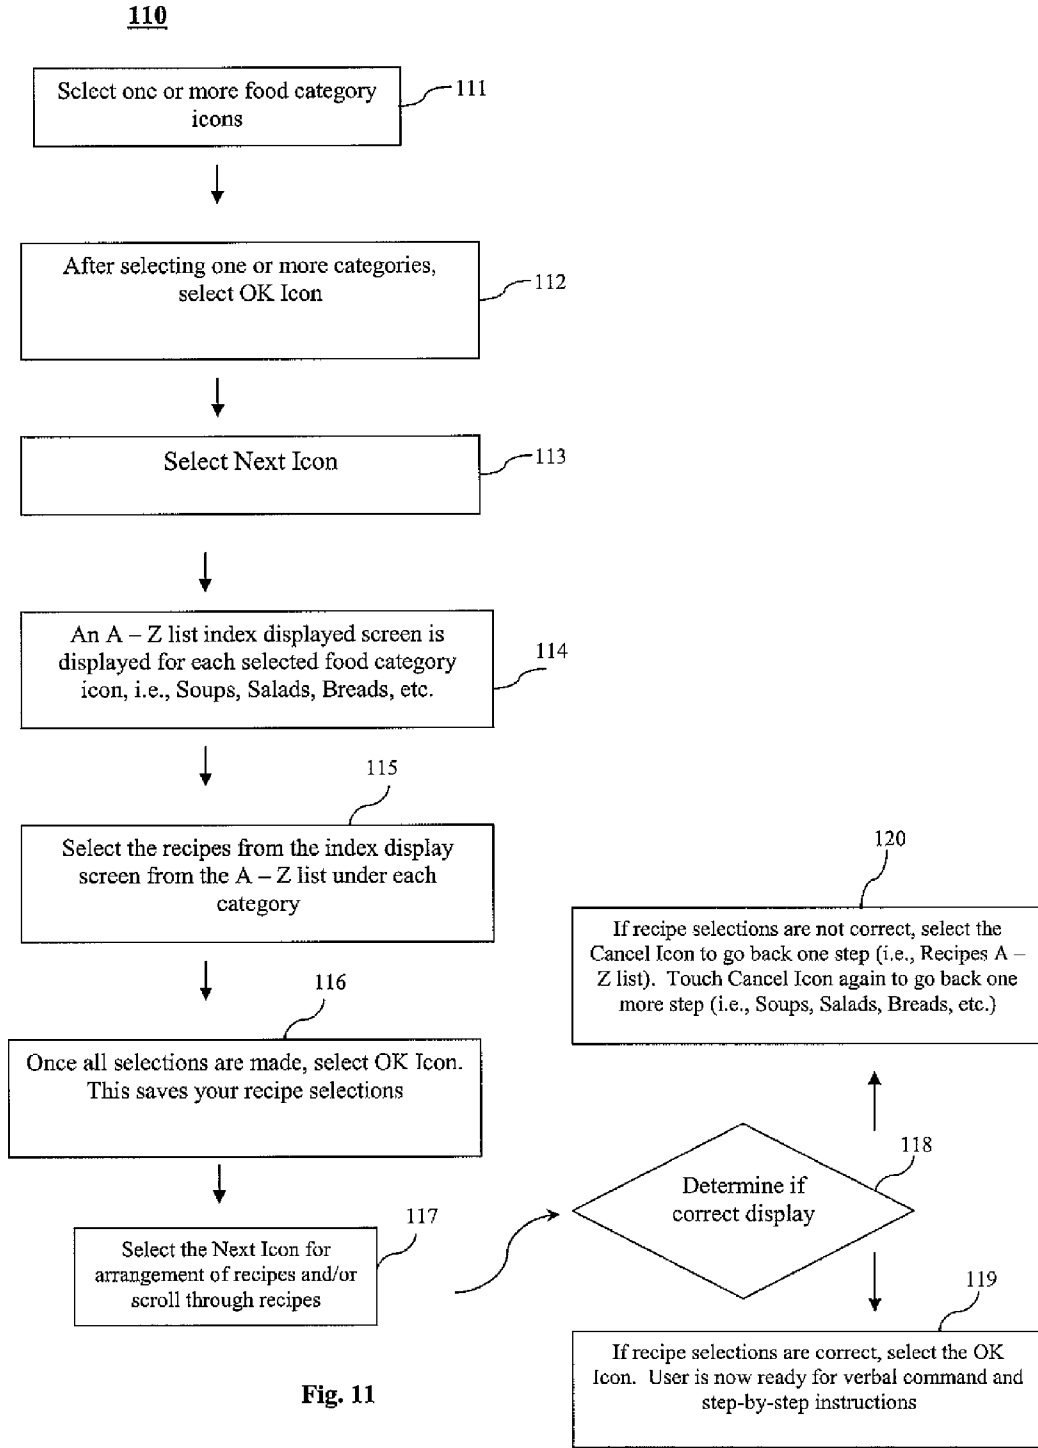 110
Select one or more food category
icons
111
After selecting one or more categories,
select OK Icon
112
Select Next Icon
113
An A – Z list index displayed screen is
displayed for each selected food category
icon, i.e., Soups, Salads, Breads, etc.
114
115
Select the recipes from the index display
screen from the A – Z list under each
category
116
Once all selections are made, select OK Icon.
This saves your recipe selections
117
Select the Next Icon for
arrangement of recipes and/or
scroll through recipes
118
Determine if
correct display
120
If recipe selections are not correct, select the
Cancel Icon to go back one step (i.e., Recipes A –
Z list). Touch Cancel Icon again to go back one
more step (i.e., Soups, Salads, Breads, etc.)
119
If recipe selections are correct, select the OK
Icon. User is now ready for verbal command and
step-by-step instructions
Fig. 11